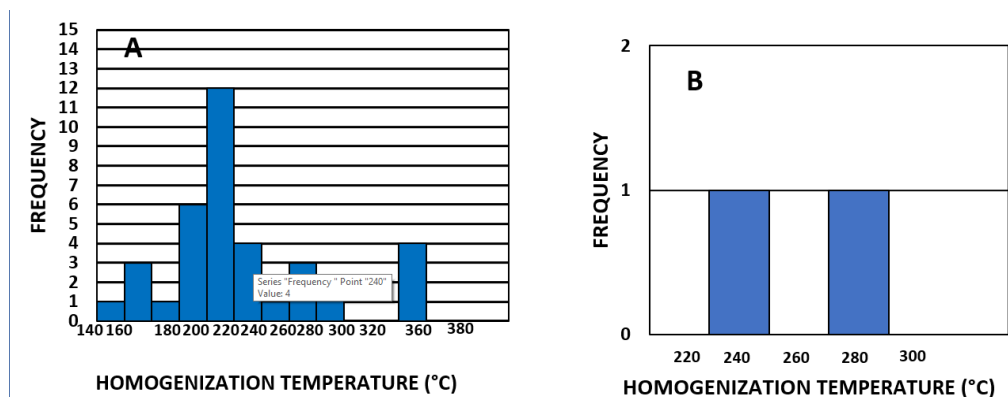 A
FREQUENCY
15
14
13
12
11
10
9
8
7
6
5
4
3
2
1
0
140 160 180 200 220 240 260 280 300 320 360 380
Series "Frequency " Point "240"
Value: 4
HOMOGENIZATION TEMPERATURE (°C)
B
FREQUENCY
2
1
0
220 240 260 280 300
HOMOGENIZATION TEMPERATURE (°C)